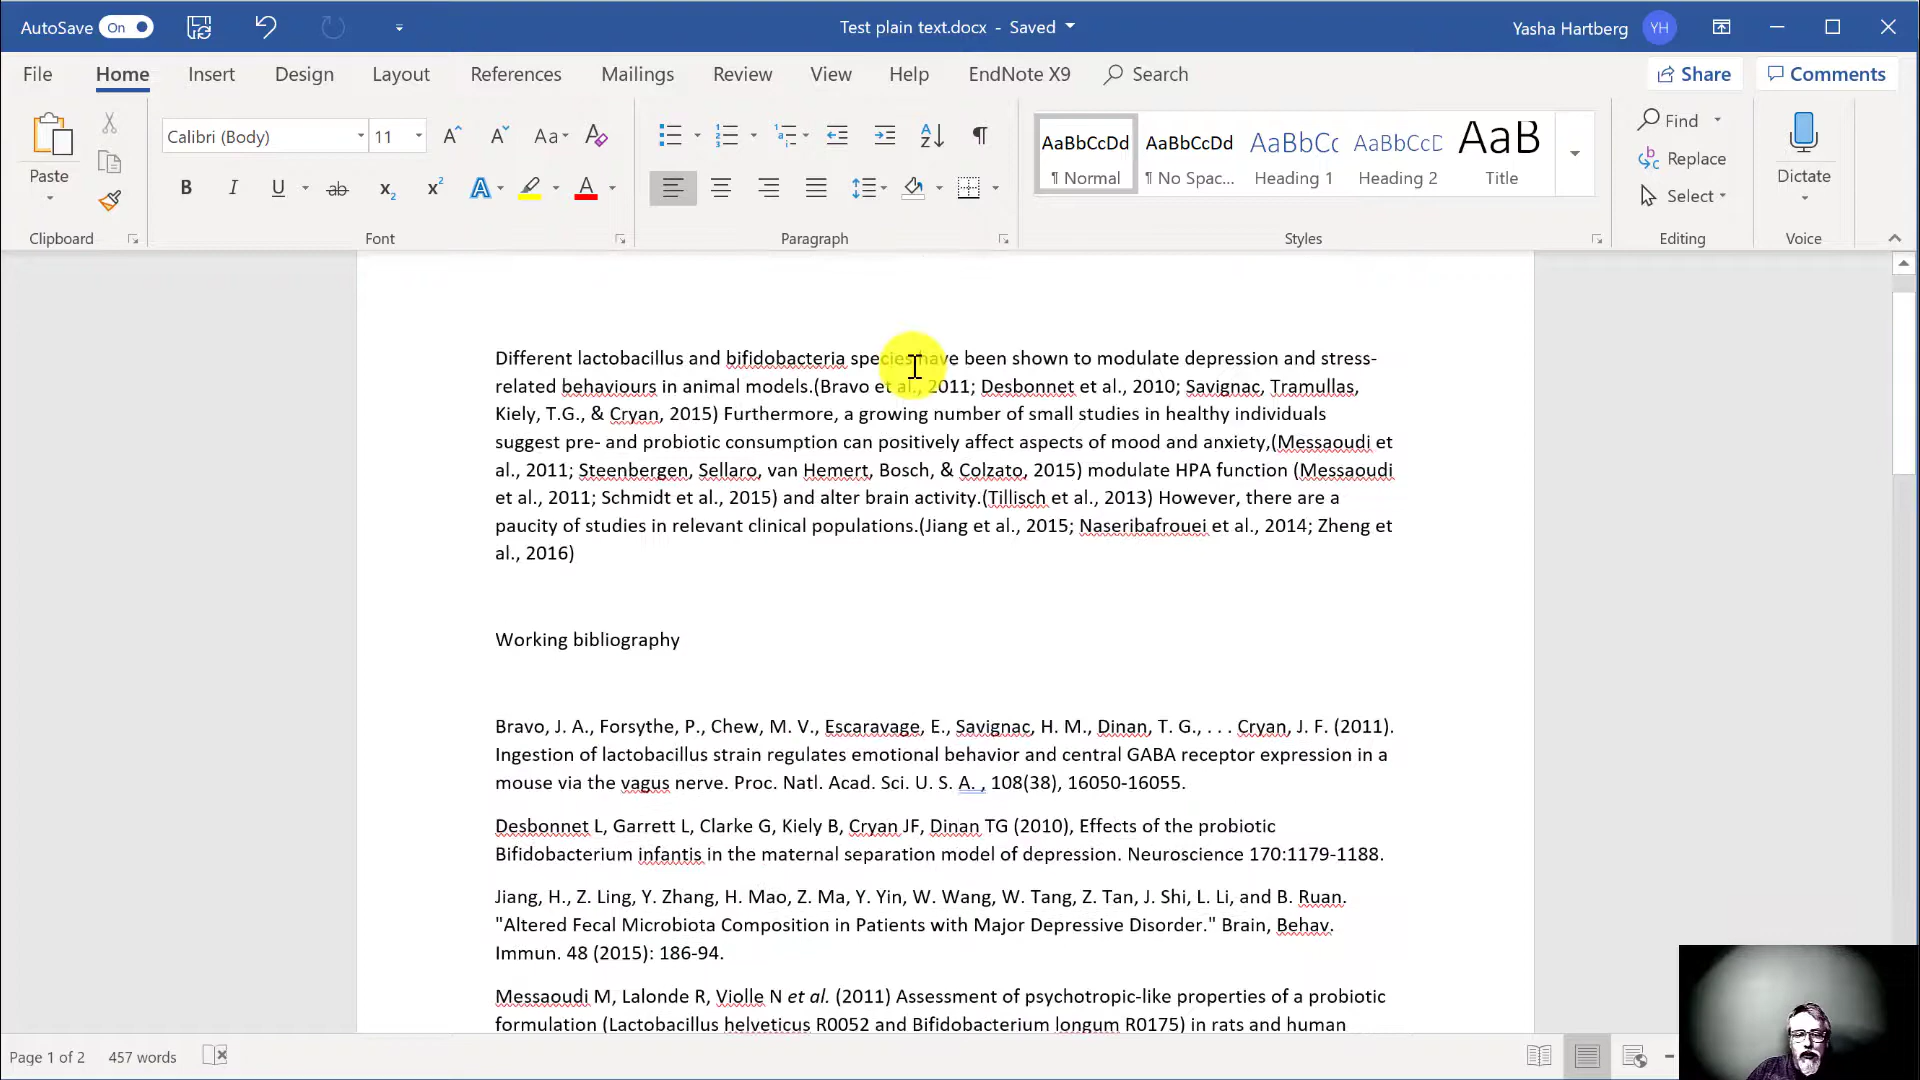 AutoSave On Test plain text.docx - Saved Yasha Hartberg YH
File Home Insert Design Layout References Mailings Review View Help EndNote X9 Search Share Comments
Paste
Clipboard
Calibri (Body) 11
Aa
B I U ab x₂ x² A A
Font
Paragraph
AaBbCcDd AaBbCcDd AaBbCc AaBbCcD AaB
¶ Normal ¶ No Spac... Heading 1 Heading 2 Title
Styles
Find
Replace
Select
Editing
Dictate
Voice
Different lactobacillus and bifidobacteria species have been shown to modulate depression and stress-
related behaviours in animal models.(Bravo et al., 2011; Desbonnet et al., 2010; Savignac, Tramullas,
Kiely, T.G., & Cryan, 2015) Furthermore, a growing number of small studies in healthy individuals
suggest pre- and probiotic consumption can positively affect aspects of mood and anxiety,(Messaoudi et
al., 2011; Steenbergen, Sellaro, van Hemert, Bosch, & Colzato, 2015) modulate HPA function (Messaoudi
et al., 2011; Schmidt et al., 2015) and alter brain activity.(Tillisch et al., 2013) However, there are a
paucity of studies in relevant clinical populations.(Jiang et al., 2015; Naseribafrouei et al., 2014; Zheng et
al., 2016)
Working bibliography
Bravo, J. A., Forsythe, P., Chew, M. V., Escaravage, E., Savignac, H. M., Dinan, T. G., . . . Cryan, J. F. (2011).
Ingestion of lactobacillus strain regulates emotional behavior and central GABA receptor expression in a
mouse via the vagus nerve. Proc. Natl. Acad. Sci. U. S. A. , 108(38), 16050-16055.
Desbonnet L, Garrett L, Clarke G, Kiely B, Cryan JF, Dinan TG (2010), Effects of the probiotic
Bifidobacterium infantis in the maternal separation model of depression. Neuroscience 170:1179-1188.
Jiang, H., Z. Ling, Y. Zhang, H. Mao, Z. Ma, Y. Yin, W. Wang, W. Tang, Z. Tan, J. Shi, L. Li, and B. Ruan.
"Altered Fecal Microbiota Composition in Patients with Major Depressive Disorder." Brain, Behav.
Immun. 48 (2015): 186-94.
Messaoudi M, Lalonde R, Violle N et al. (2011) Assessment of psychotropic-like properties of a probiotic
formulation (Lactobacillus helveticus R0052 and Bifidobacterium longum R0175) in rats and human
Page 1 of 2 457 words